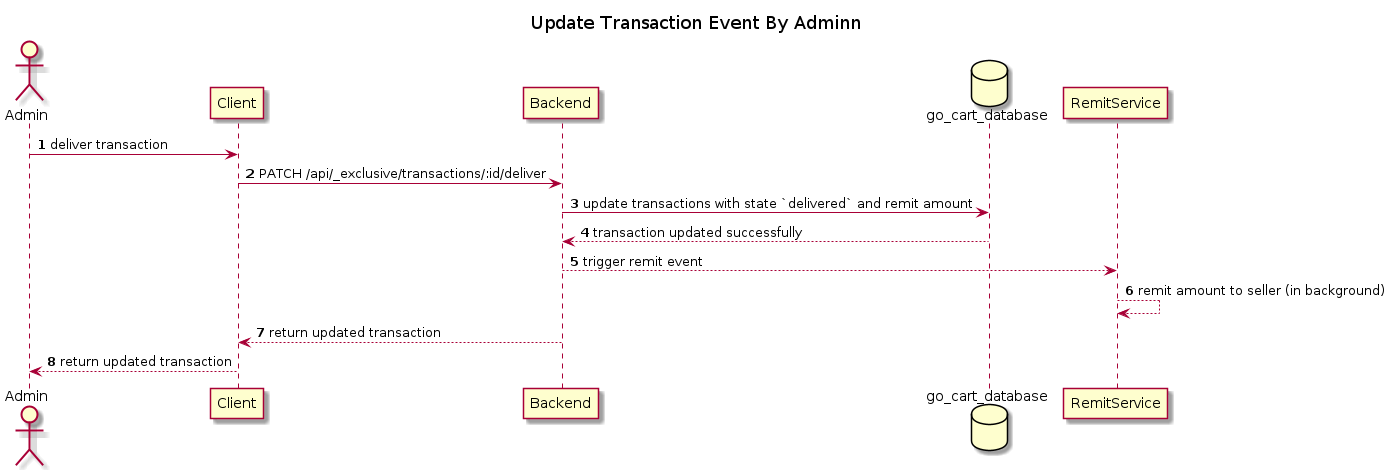 Update Transaction Event By Adminn
Admin
Client
Backend
go_cart_database
RemitService
1 deliver transaction
2 PATCH /api/_exclusive/transactions/:id/deliver
3 update transactions with state `delivered` and remit amount
4 transaction updated successfully
5 trigger remit event
6 remit amount to seller (in background)
7 return updated transaction
8 return updated transaction
Admin
Client
Backend
go_cart_database
RemitService